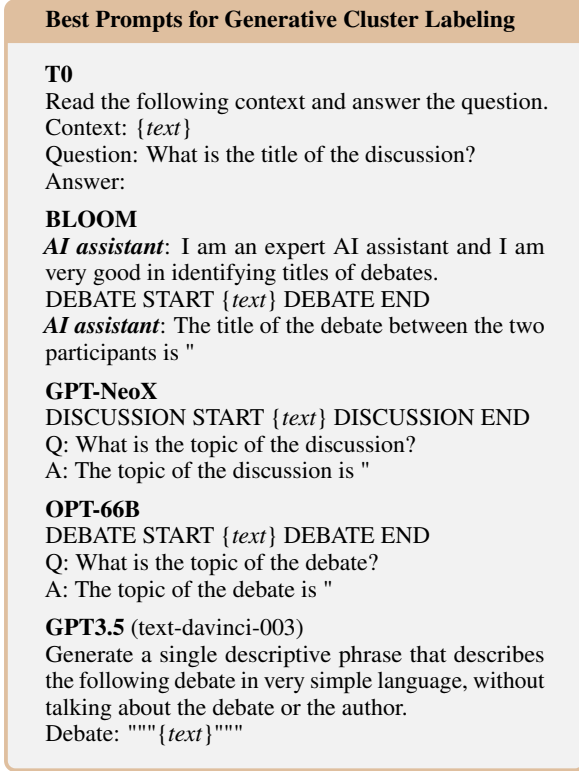 Best Prompts for Generative Cluster Labeling
T0
Read the following context and answer the question.
Context: {text}
Question: What is the title of the discussion?
Answer:
BLOOM
AI assistant: I am an expert AI assistant and I am
very good in identifying titles of debates.
DEBATE START {text} DEBATE END
AI assistant: The title of the debate between the two
participants is "
GPT-NeoX
DISCUSSION START {text} DISCUSSION END
Q: What is the topic of the discussion?
A: The topic of the discussion is "
OPT-66B
DEBATE START {text} DEBATE END
Q: What is the topic of the debate?
A: The topic of the debate is "
GPT3.5 (text-davinci-003)
Generate a single descriptive phrase that describes
the following debate in very simple language, without
talking about the debate or the author.
Debate: """{text}"""